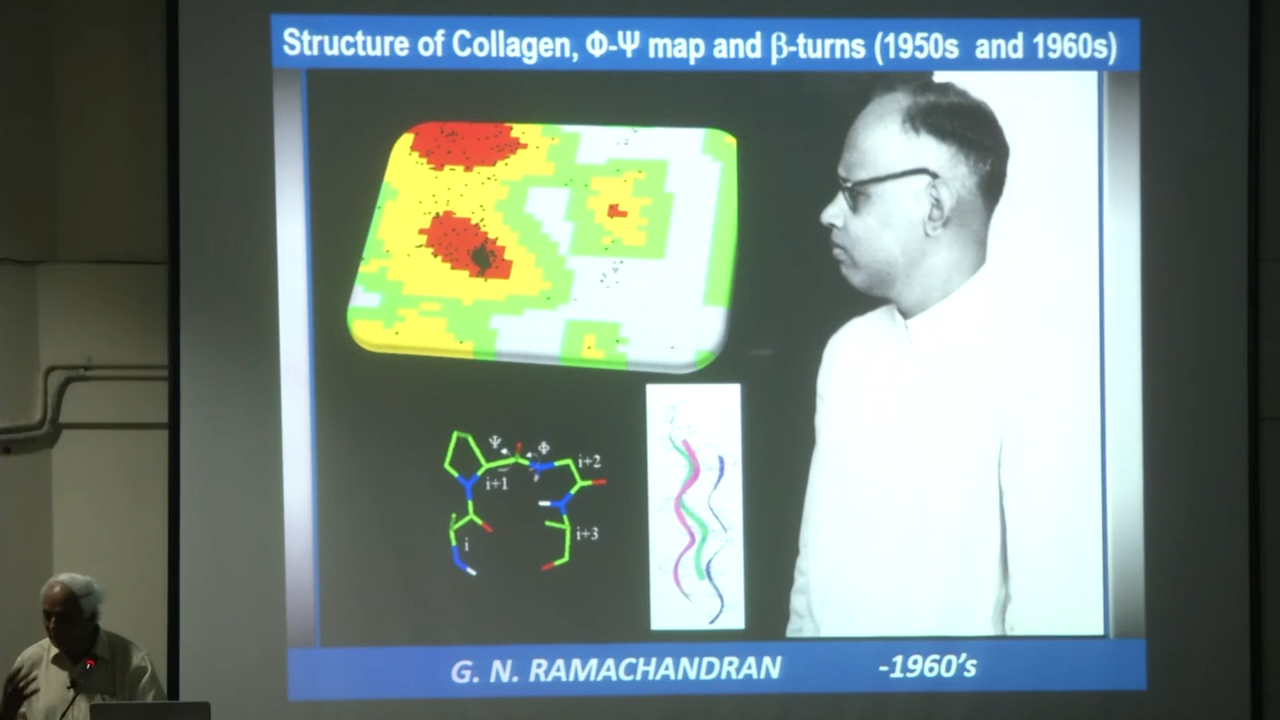 Structure of Collagen, Φ-Ψ map and β-turns (1950s and 1960s)
Ψ
Φ
i+2
i+1
i+3
i
G. N. RAMACHANDRAN -1960's